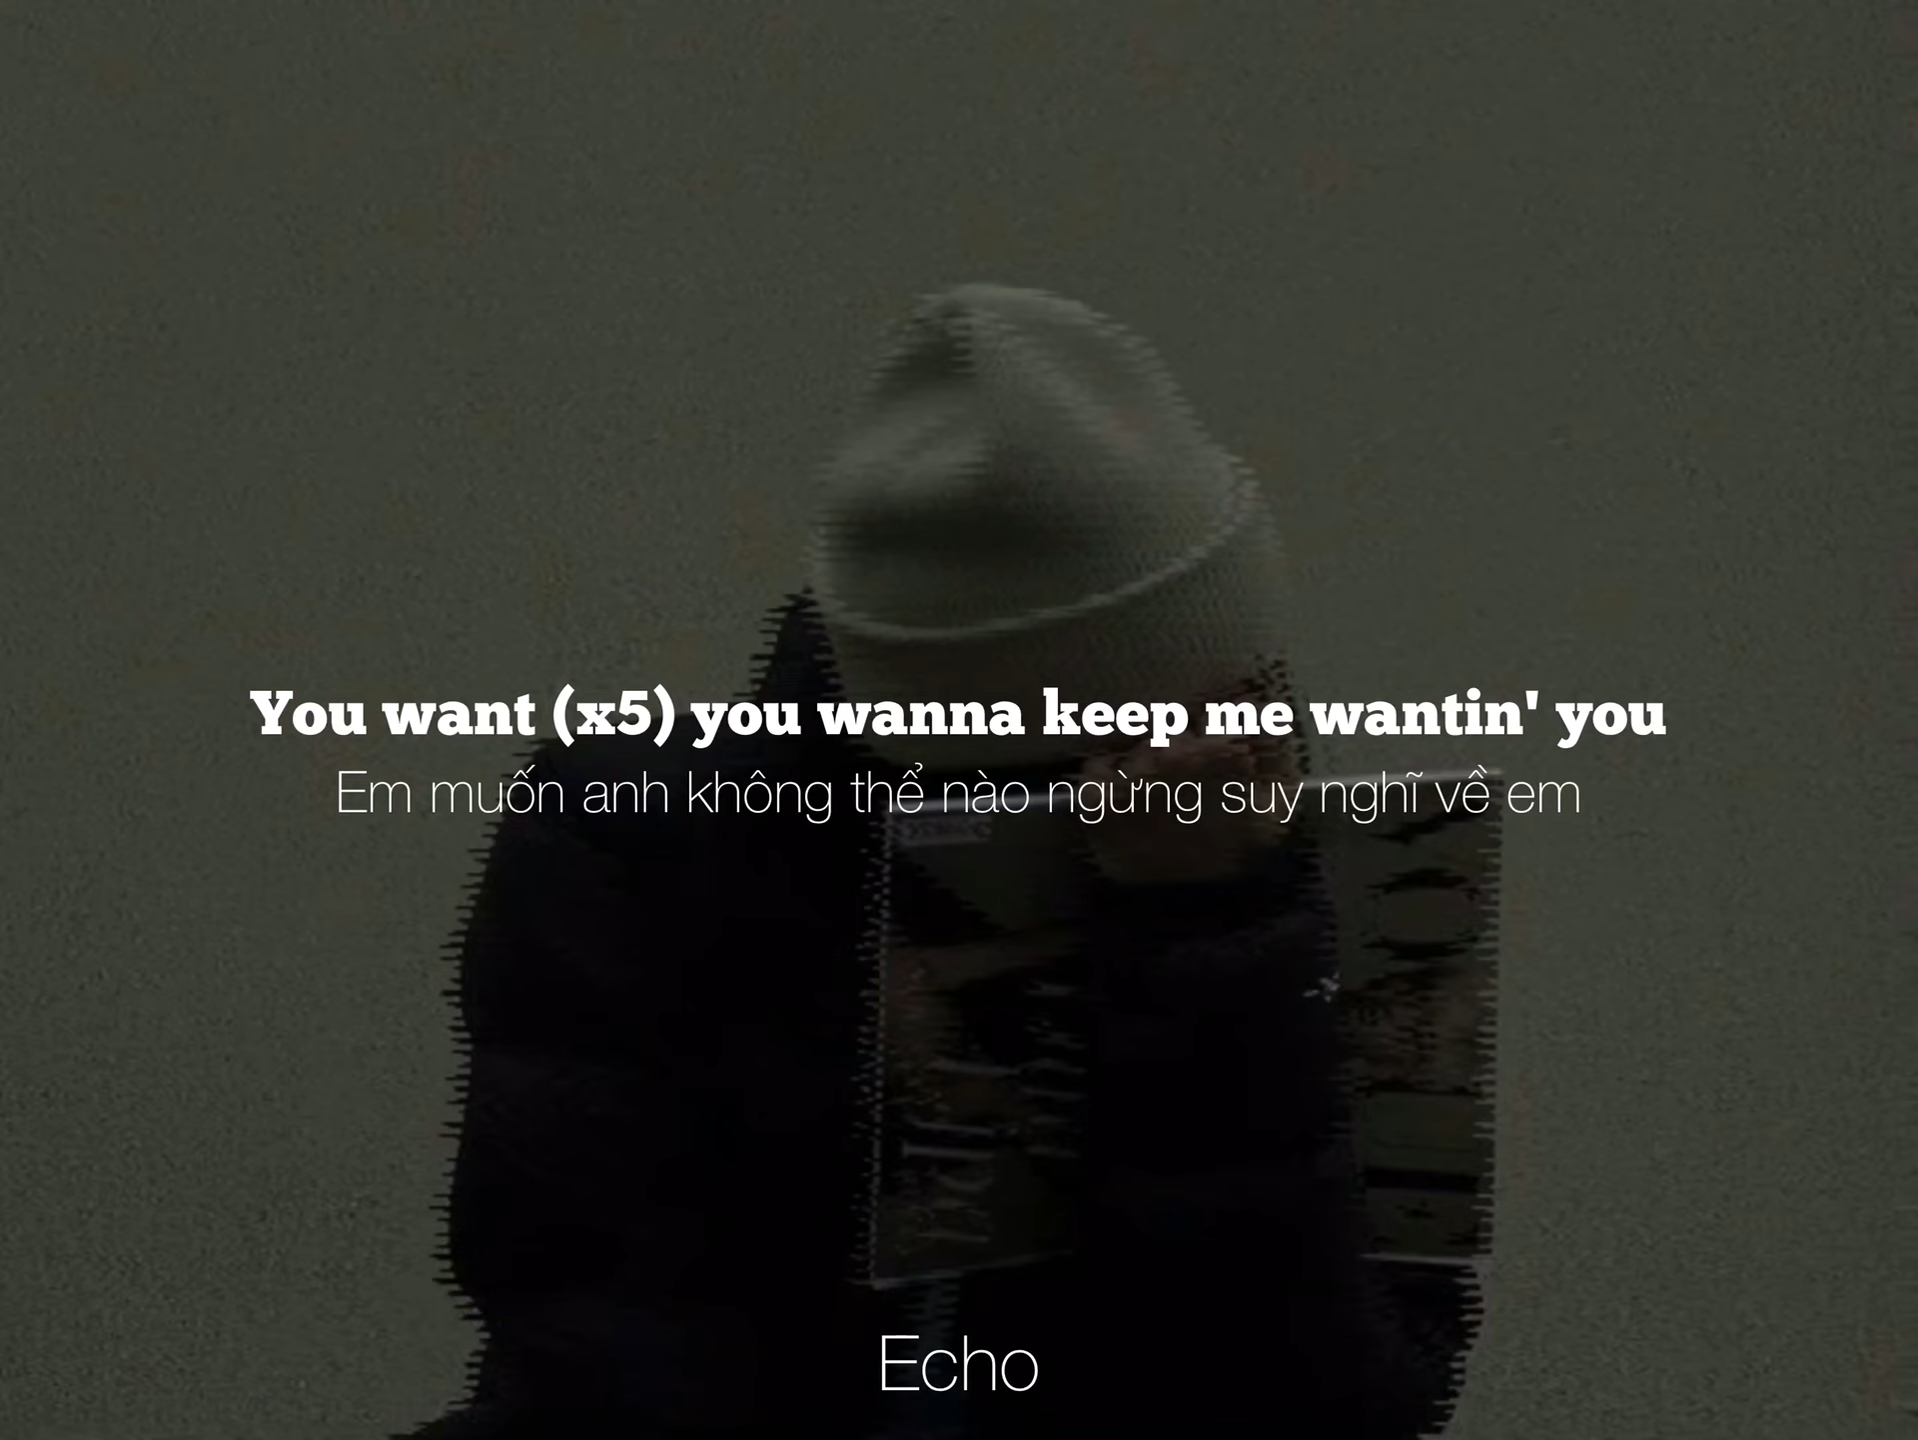 You want (x5) you wanna keep me wantin' you
Em muốn anh không thể nào ngừng suy nghĩ về em
Echo